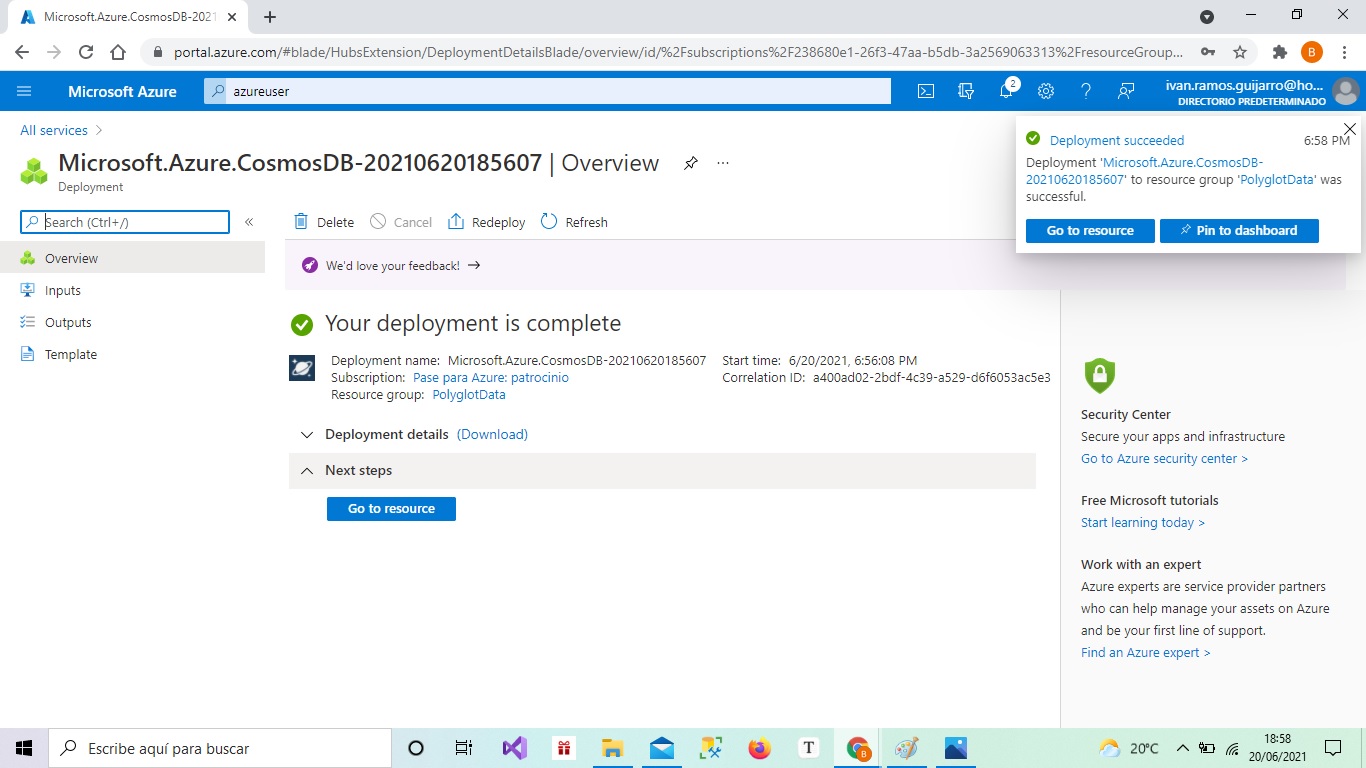 Microsoft.Azure.CosmosDB-2021
portal.azure.com/#blade/HubsExtension/DeploymentDetailsBlade/overview/id/%2Fsubscriptions%2F238680e1-26f3-47aa-b5db-3a2569063313%2FresourceGroup...
B
Microsoft Azure
azureuser
2
ivan.ramos.guijarro@ho...
DIRECTORIO PREDETERMINADO
All services
Microsoft.Azure.CosmosDB-20210620185607 | Overview
Deployment
Deployment succeeded
6:58 PM
Deployment 'Microsoft.Azure.CosmosDB-
20210620185607' to resource group 'PolyglotData' was
successful.
Go to resource
Pin to dashboard
Search (Ctrl+/)
Delete
Cancel
Redeploy
Refresh
Overview
Inputs
Outputs
Template
We'd love your feedback! →
Your deployment is complete
Deployment name: Microsoft.Azure.CosmosDB-20210620185607
Subscription: Pase para Azure: patrocinio
Resource group: PolyglotData
Start time: 6/20/2021, 6:56:08 PM
Correlation ID: a400ad02-2bdf-4c39-a529-d6f6053ac5e3
Deployment details (Download)
Next steps
Go to resource
Security Center
Secure your apps and infrastructure
Go to Azure security center >
Free Microsoft tutorials
Start learning today >
Work with an expert
Azure experts are service provider partners
who can help manage your assets on Azure
and be your first line of support.
Find an Azure expert >
Escribe aquí para buscar
T
B
20°C
18:58
20/06/2021